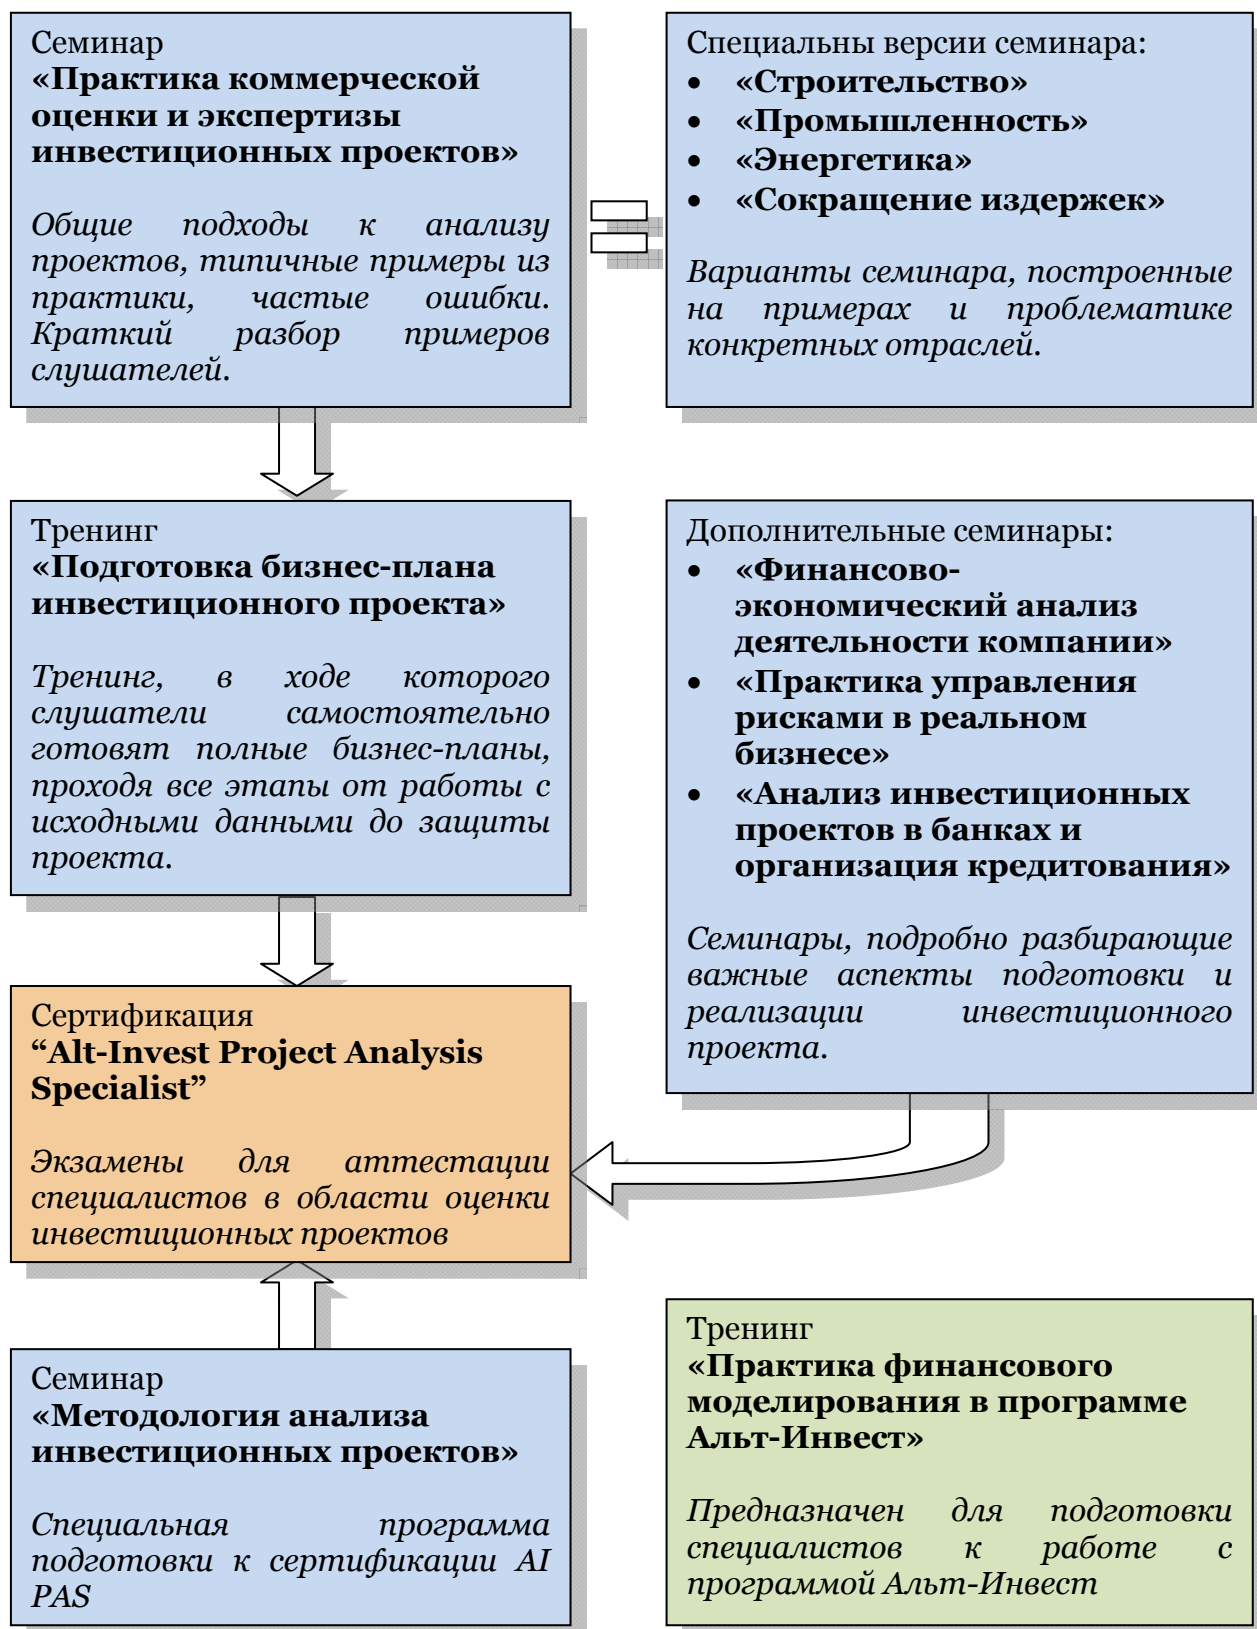 Семинар
«Практика коммерческой
оценки и экспертизы
инвестиционных проектов»
Общие подходы к анализу
проектов, типичные примеры из
практики, частые ошибки.
Краткий разбор примеров
слушателей.
Специальны версии семинара:
• «Строительство»
• «Промышленность»
• «Энергетика»
• «Сокращение издержек»
Варианты семинара, построенные
на примерах и проблематике
конкретных отраслей.
Тренинг
«Подготовка бизнес-плана
инвестиционного проекта»
Тренинг, в ходе которого
слушатели самостоятельно
готовят полные бизнес-планы,
проходя все этапы от работы с
исходными данными до защиты
проекта.
Дополнительные семинары:
• «Финансово-
экономический анализ
деятельности компании»
• «Практика управления
рисками в реальном
бизнесе»
• «Анализ инвестиционных
проектов в банках и
организация кредитования»
Семинары, подробно разбирающие
важные аспекты подготовки и
реализации инвестиционного
проекта.
Сертификация
“Alt-Invest Project Analysis
Specialist”
Экзамены для аттестации
специалистов в области оценки
инвестиционных проектов
Семинар
«Методология анализа
инвестиционных проектов»
Специальная программа
подготовки к сертификации AI
PAS
Тренинг
«Практика финансового
моделирования в программе
Альт-Инвест»
Предназначен для подготовки
специалистов к работе с
программой Альт-Инвест